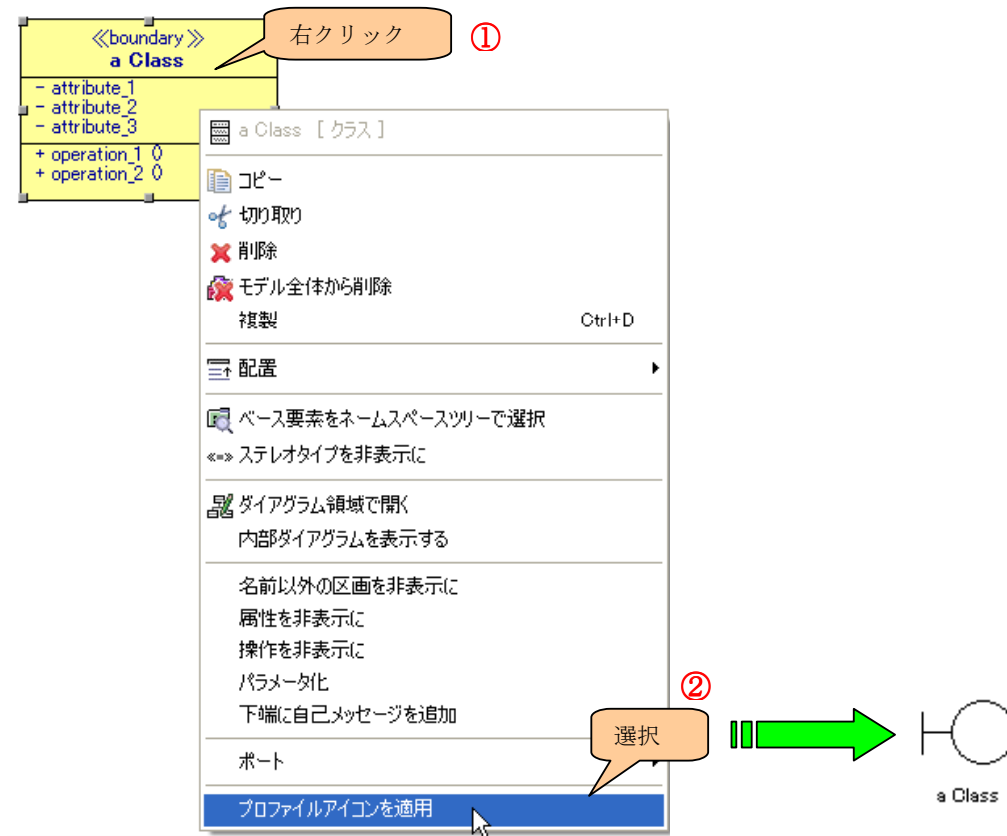 ≪boundary≫
a Class
右クリック
①
- attribute_1
- attribute_2
- attribute_3
+ operation_1 ()
+ operation_2 ()
a Class [ クラス ]
コピー
切り取り
削除
モデル全体から削除
複製 Ctrl+D
配置
ベース要素をネームスペースツリーで選択
«=» ステレオタイプを非表示に
ダイアグラム領域で開く
内部ダイアグラムを表示する
名前以外の区画を非表示に
属性を非表示に
操作を非表示に
パラメータ化
下端に自己メッセージを追加
②
選択
ポート
プロファイルアイコンを適用
a Class